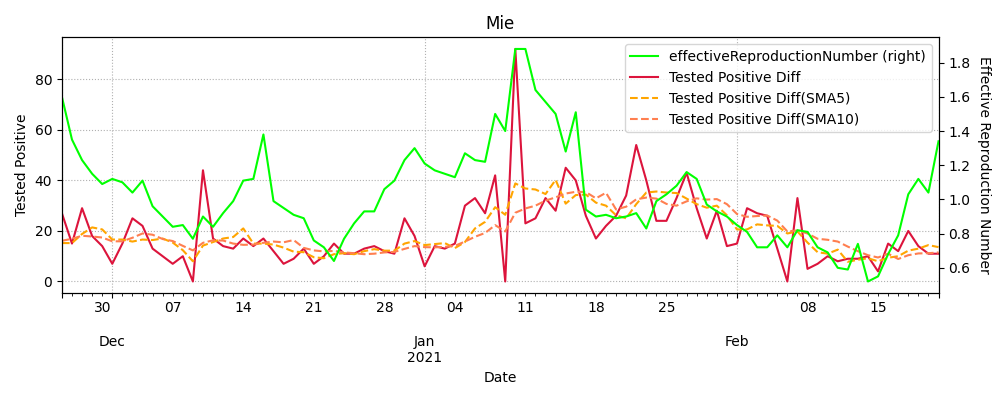 Mie
effectiveReproductionNumber (right)
Tested Positive Diff
Tested Positive Diff(SMA5)
Tested Positive Diff(SMA10)
Tested Positive
80
60
40
20
0
1.8
1.6
1.4
1.2
1.0
0.8
0.6
Effective Reproduction Number
30 07 14 21 28 04 11 18 25 08 15
Dec Jan Feb
2021
Date